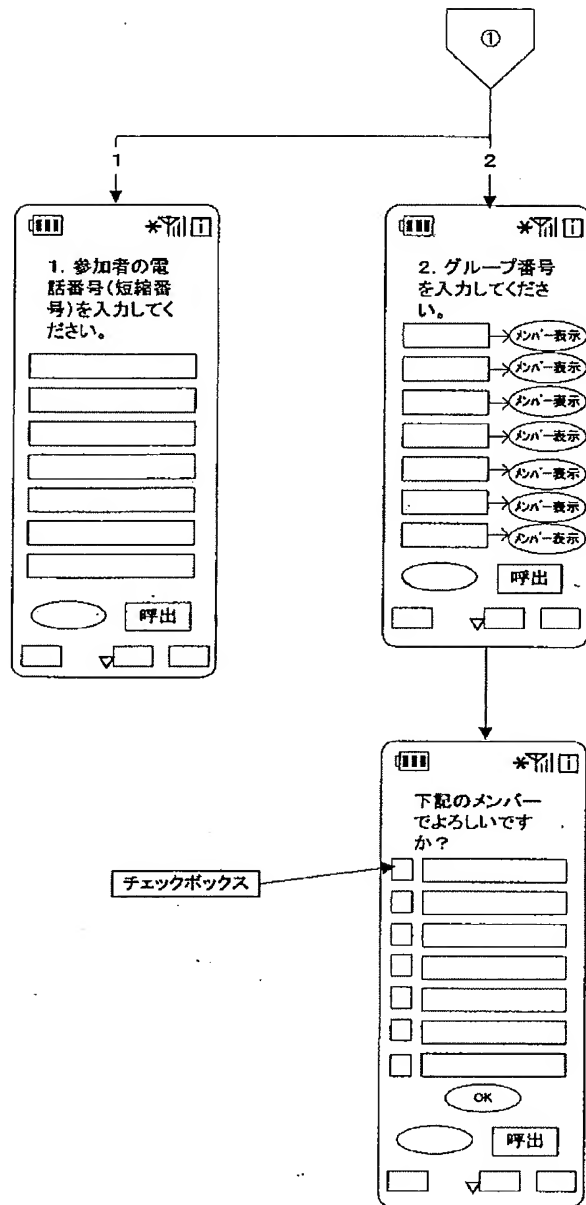 ①
1
2
1. 参加者の電
話番号(短縮番
号)を入力してく
ださい。
呼出
2. グループ番号
を入力してくださ
い。
メンバー表示
メンバー表示
メンバー表示
メンバー表示
メンバー表示
メンバー表示
メンバー表示
呼出
下記のメンバー
でよろしいです
か?
チェックボックス
OK
呼出